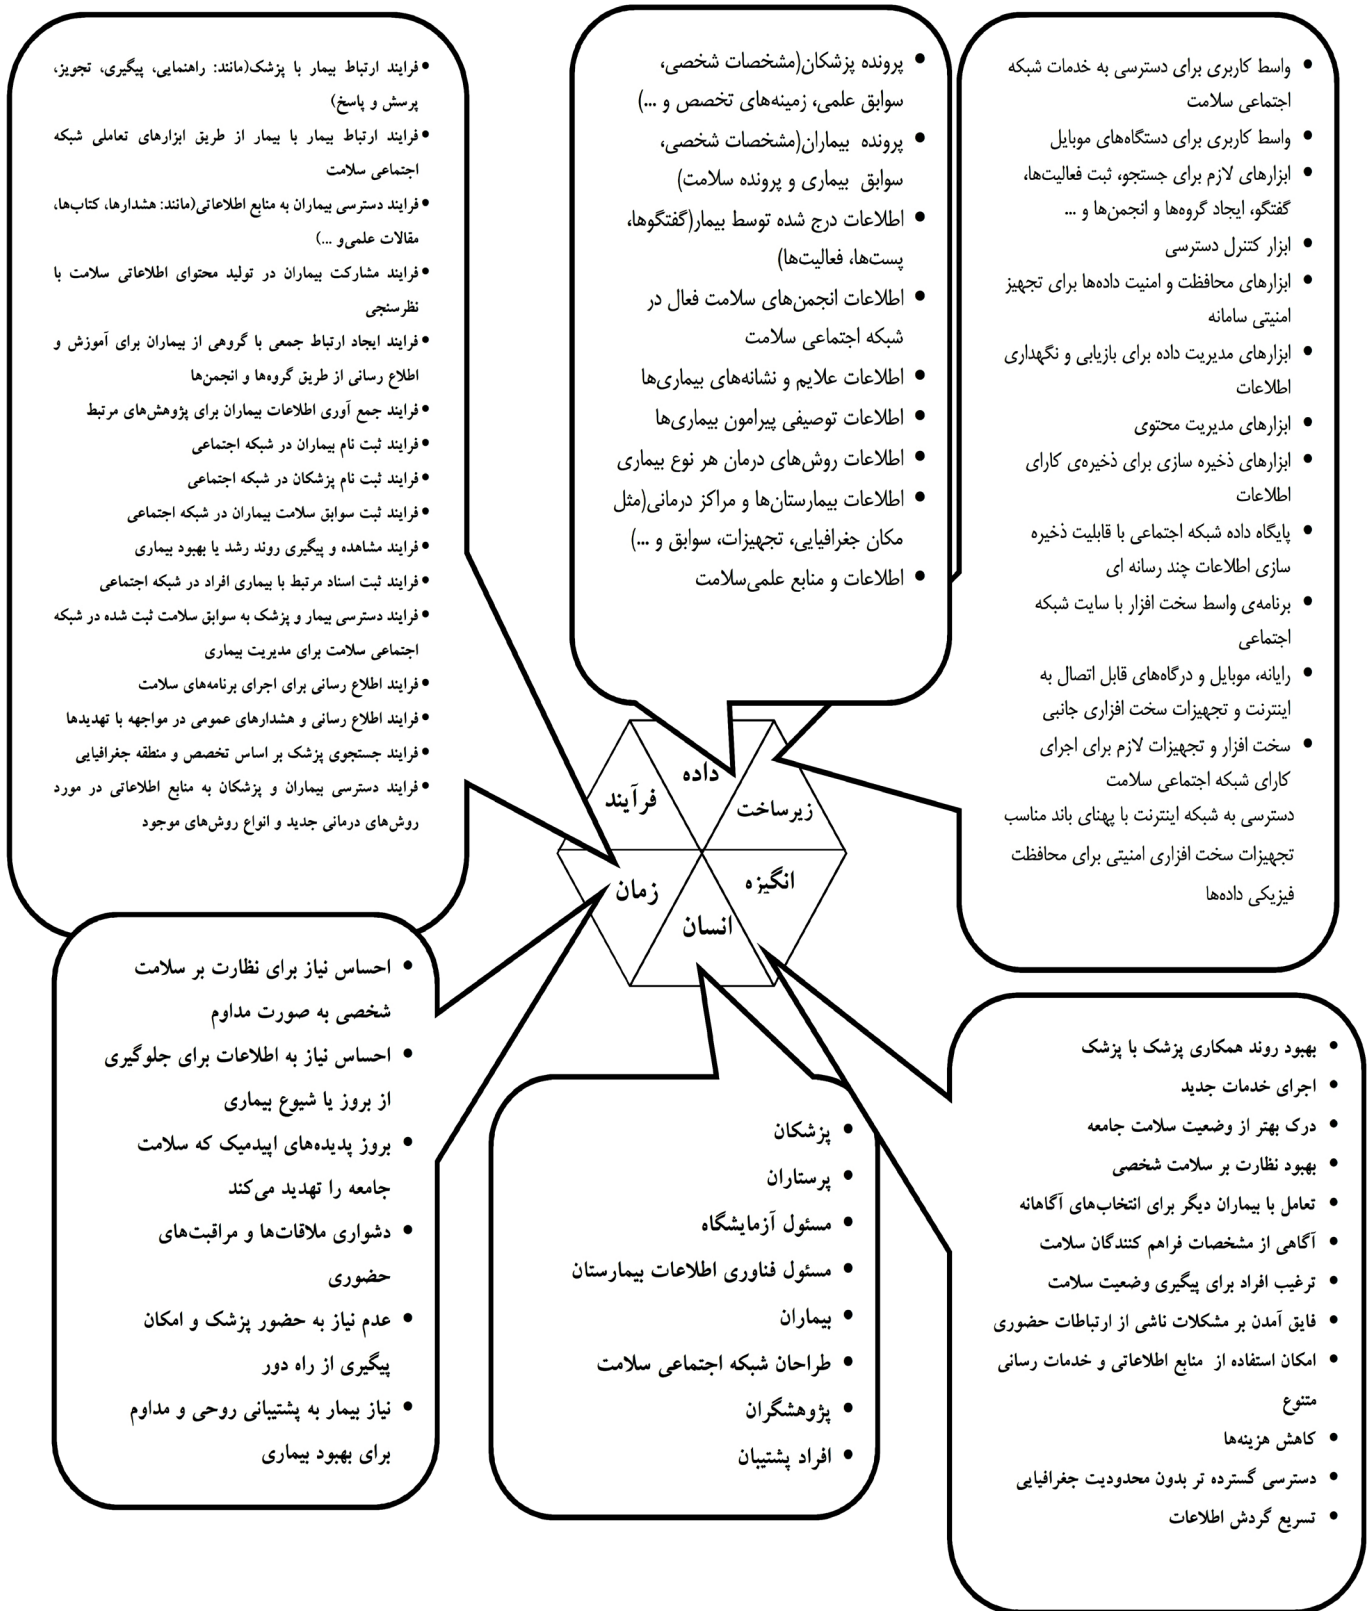 • واسط کاربری برای دسترسی به خدمات شبکه
اجتماعی سلامت
• واسط کاربری برای دستگاه‌های موبایل
• ابزارهای لازم برای جستجو، ثبت فعالیت‌ها،
گفتگو، ایجاد گروه‌ها و انجمن‌ها و ...
• ابزار کنترل دسترسی
• ابزارهای محافظت و امنیت داده‌ها برای تجهیز
امنیتی سامانه
• ابزارهای مدیریت داده برای بازیابی و نگهداری
اطلاعات
• ابزارهای مدیریت محتوی
• ابزارهای ذخیره سازی برای ذخیره‌ی کارای
اطلاعات
• پایگاه داده شبکه اجتماعی با قابلیت ذخیره
سازی اطلاعات چند رسانه ای
• برنامه‌ی واسط سخت افزار با سایت شبکه
اجتماعی
• رایانه، موبایل و درگاه‌های قابل اتصال به
اینترنت و تجهیزات سخت افزاری جانبی
• سخت افزار و تجهیزات لازم برای اجرای
کارای شبکه اجتماعی سلامت
دسترسی به شبکه اینترنت با پهنای باند مناسب
تجهیزات سخت افزاری امنیتی برای محافظت
فیزیکی داده‌ها
• پرونده پزشکان(مشخصات شخصی،
سوابق علمی، زمینه‌های تخصص و ...)
• پرونده بیماران(مشخصات شخصی،
سوابق بیماری و پرونده سلامت)
• اطلاعات درج شده توسط بیمار(گفتگوها،
پست‌ها، فعالیت‌ها)
• اطلاعات انجمن‌های سلامت فعال در
شبکه اجتماعی سلامت
• اطلاعات علایم و نشانه‌های بیماری‌ها
• اطلاعات توصیفی پیرامون بیماری‌ها
• اطلاعات روش‌های درمان هر نوع بیماری
• اطلاعات بیمارستان‌ها و مراکز درمانی(مثل
مکان جغرافیایی، تجهیزات، سوابق و ...)
• اطلاعات و منابع علمی‌سلامت
• فرایند ارتباط بیمار با پزشک(مانند: راهنمایی، پیگیری، تجویز،
پرسش و پاسخ)
• فرایند ارتباط بیمار با بیمار از طریق ابزارهای تعاملی شبکه
اجتماعی سلامت
• فرایند دسترسی بیماران به منابع اطلاعاتی(مانند: هشدارها، کتاب‌ها،
مقالات علمی‌و ...)
• فرایند مشارکت بیماران در تولید محتوای اطلاعاتی سلامت با
نظرسنجی
• فرایند ایجاد ارتباط جمعی با گروهی از بیماران برای آموزش و
اطلاع رسانی از طریق گروه‌ها و انجمن‌ها
• فرایند جمع آوری اطلاعات بیماران برای پژوهش‌های مرتبط
• فرایند ثبت نام بیماران در شبکه اجتماعی
• فرایند ثبت نام پزشکان در شبکه اجتماعی
• فرایند ثبت سوابق سلامت بیماران در شبکه اجتماعی
• فرایند مشاهده و پیگیری روند رشد یا بهبود بیماری
• فرایند ثبت اسناد مرتبط با بیماری افراد در شبکه اجتماعی
• فرایند دسترسی بیمار و پزشک به سوابق سلامت ثبت شده در شبکه
اجتماعی سلامت برای مدیریت بیماری
• فرایند اطلاع رسانی برای اجرای برنامه‌های سلامت
• فرایند اطلاع رسانی و هشدارهای عمومی در مواجهه با تهدیدها
• فرایند جستجوی پزشک بر اساس تخصص و منطقه جغرافیایی
• فرایند دسترسی بیماران و پزشکان به منابع اطلاعاتی در مورد
روش‌های درمانی جدید و انواع روش‌های موجود
داده
زیرساخت
فرآیند
انگیزه
زمان
انسان
• بهبود روند همکاری پزشک با پزشک
• اجرای خدمات جدید
• درک بهتر از وضعیت سلامت جامعه
• بهبود نظارت بر سلامت شخصی
• تعامل با بیماران دیگر برای انتخاب‌های آگاهانه
• آگاهی از مشخصات فراهم کنندگان سلامت
• ترغیب افراد برای پیگیری وضعیت سلامت
• فایق آمدن بر مشکلات ناشی از ارتباطات حضوری
• امکان استفاده از منابع اطلاعاتی و خدمات رسانی
متنوع
• کاهش هزینه‌ها
• دسترسی گسترده تر بدون محدودیت جغرافیایی
• تسریع گردش اطلاعات
• پزشکان
• پرستاران
• مسئول آزمایشگاه
• مسئول فناوری اطلاعات بیمارستان
• بیماران
• طراحان شبکه اجتماعی سلامت
• پژوهشگران
• افراد پشتیبان
• احساس نیاز برای نظارت بر سلامت
شخصی به صورت مداوم
• احساس نیاز به اطلاعات برای جلوگیری
از بروز یا شیوع بیماری
• بروز پدیده‌های اپیدمیک که سلامت
جامعه را تهدید می‌کند
• دشواری ملاقات‌ها و مراقبت‌های
حضوری
• عدم نیاز به حضور پزشک و امکان
پیگیری از راه دور
• نیاز بیمار به پشتیبانی روحی و مداوم
برای بهبود بیماری